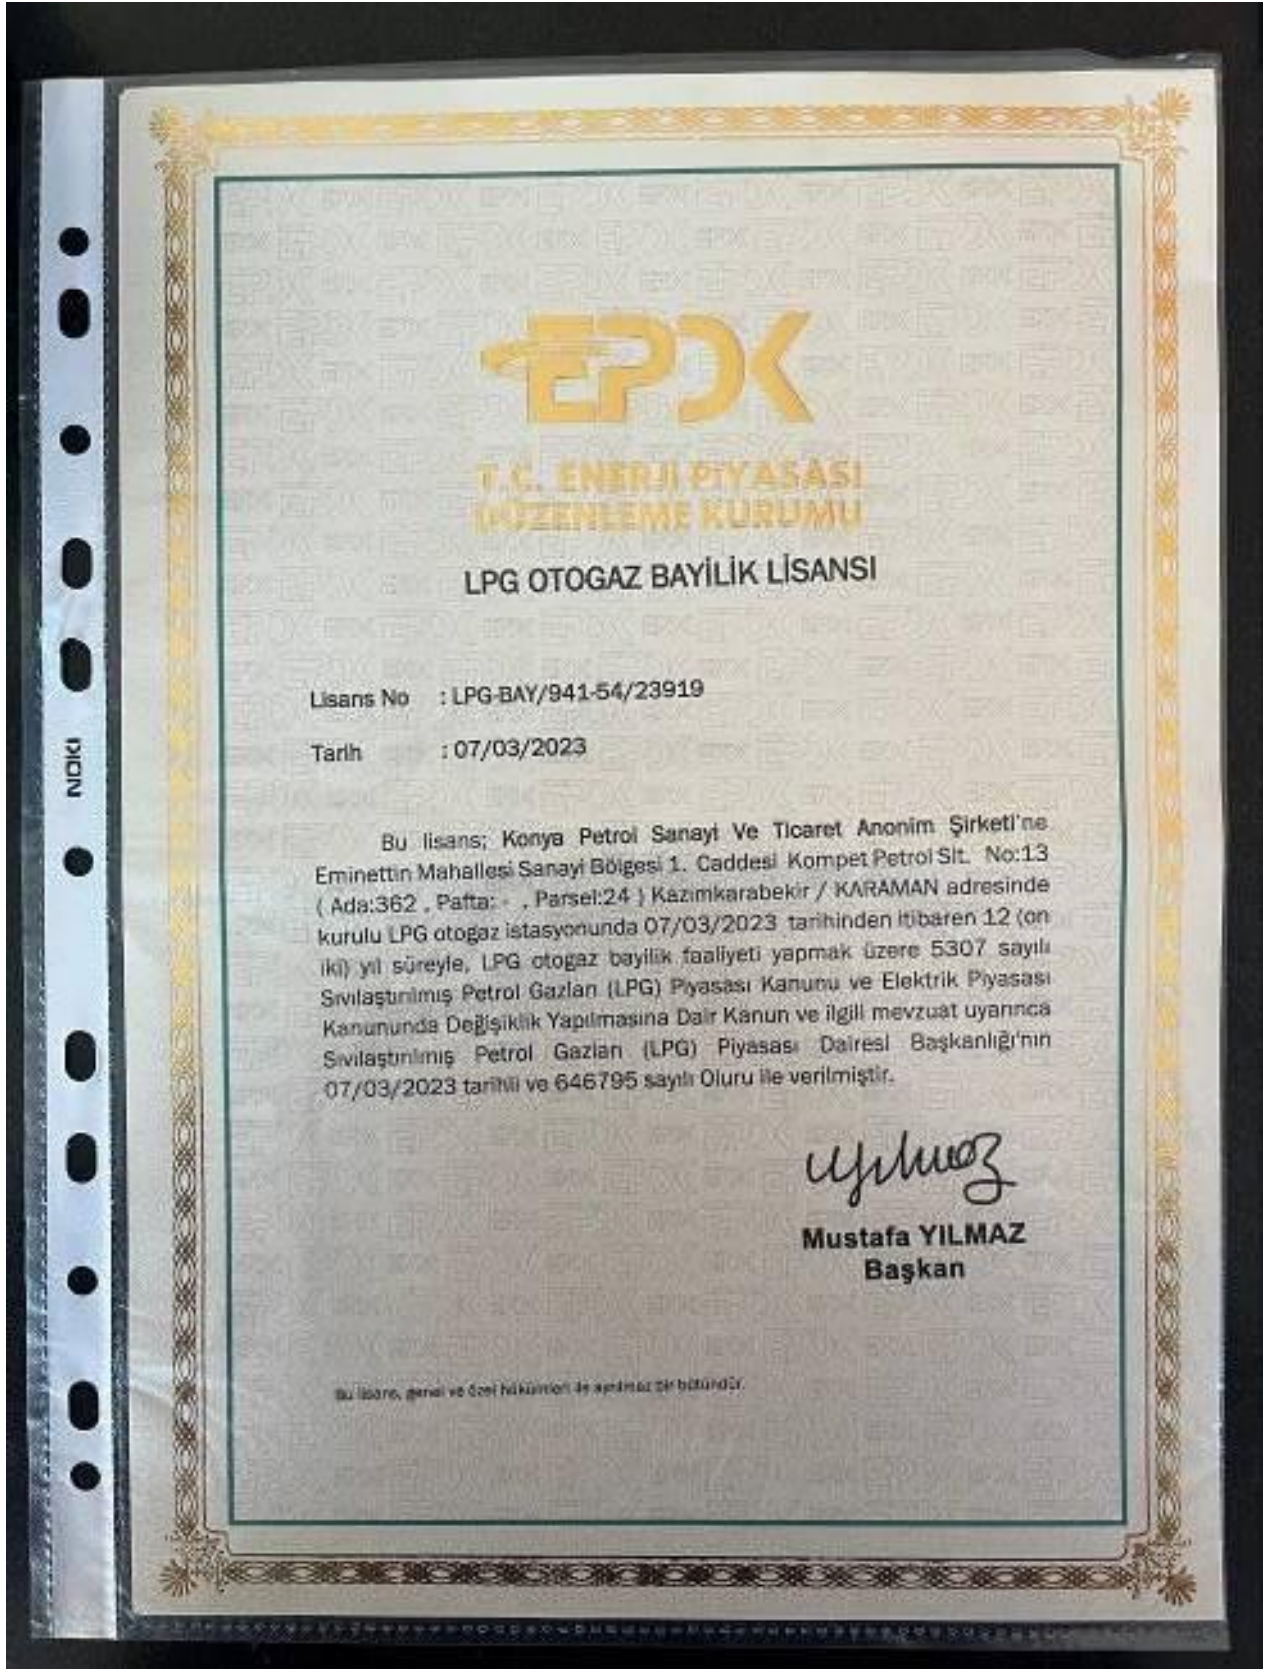 EPDK
T.C. ENERJİ PİYASASI
DÜZENLEME KURUMU
LPG OTOGAZ BAYİLİK LİSANSI
Lisans No : LPG-BAY/941-54/23919
Tarih : 07/03/2023
Bu lisans; Konya Petrol Sanayi Ve Ticaret Anonim Şirketi'ne
Eminettin Mahallesi Sanayi Bölgesi 1. Caddesi Kompet Petrol Sit. No:13
( Ada:362 , Pafta: - , Parsel:24 ) Kazımkarabekir / KARAMAN adresinde
kurulu LPG otogaz istasyonunda 07/03/2023 tarihinden itibaren 12 (on
iki) yıl süreyle, LPG otogaz bayilik faaliyeti yapmak üzere 5307 sayılı
Sıvılaştırılmış Petrol Gazları (LPG) Piyasası Kanunu ve Elektrik Piyasası
Kanununda Değişiklik Yapılmasına Dair Kanun ve ilgili mevzuat uyarınca
Sıvılaştırılmış Petrol Gazları (LPG) Piyasası Dairesi Başkanlığı'nın
07/03/2023 tarihli ve 646795 sayılı Oluru ile verilmiştir.
Mustafa YILMAZ
Başkan
Bu lisans, genel ve özel hükümleri ile ayrılmaz bir bütündür.
NOKI